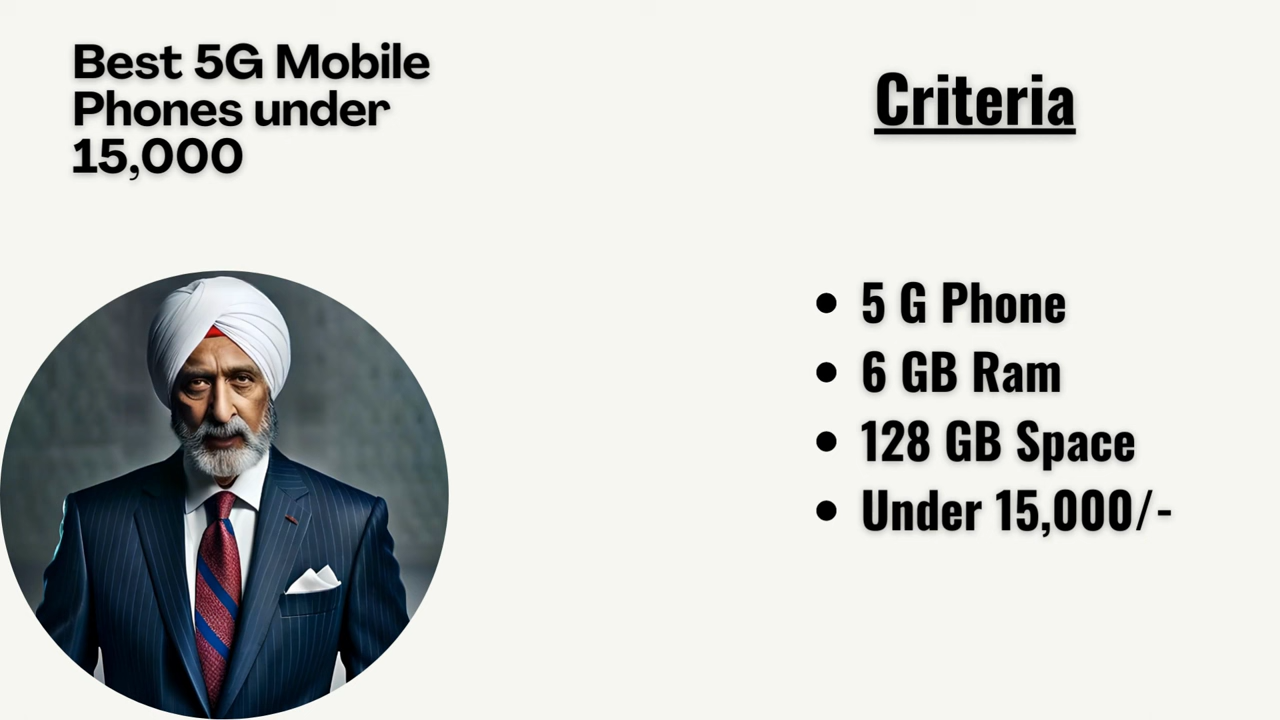 Best 5G Mobile
Phones under
15,000
Criteria
5 G Phone
6 GB Ram
128 GB Space
Under 15,000/-